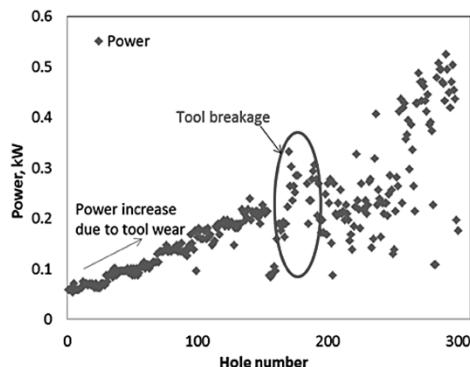 0.6
Power
0.5
0.4
Tool breakage
0.3
Power, kW
Power increase
due to tool wear
0.2
0.1
0
0
100
200
300
Hole number